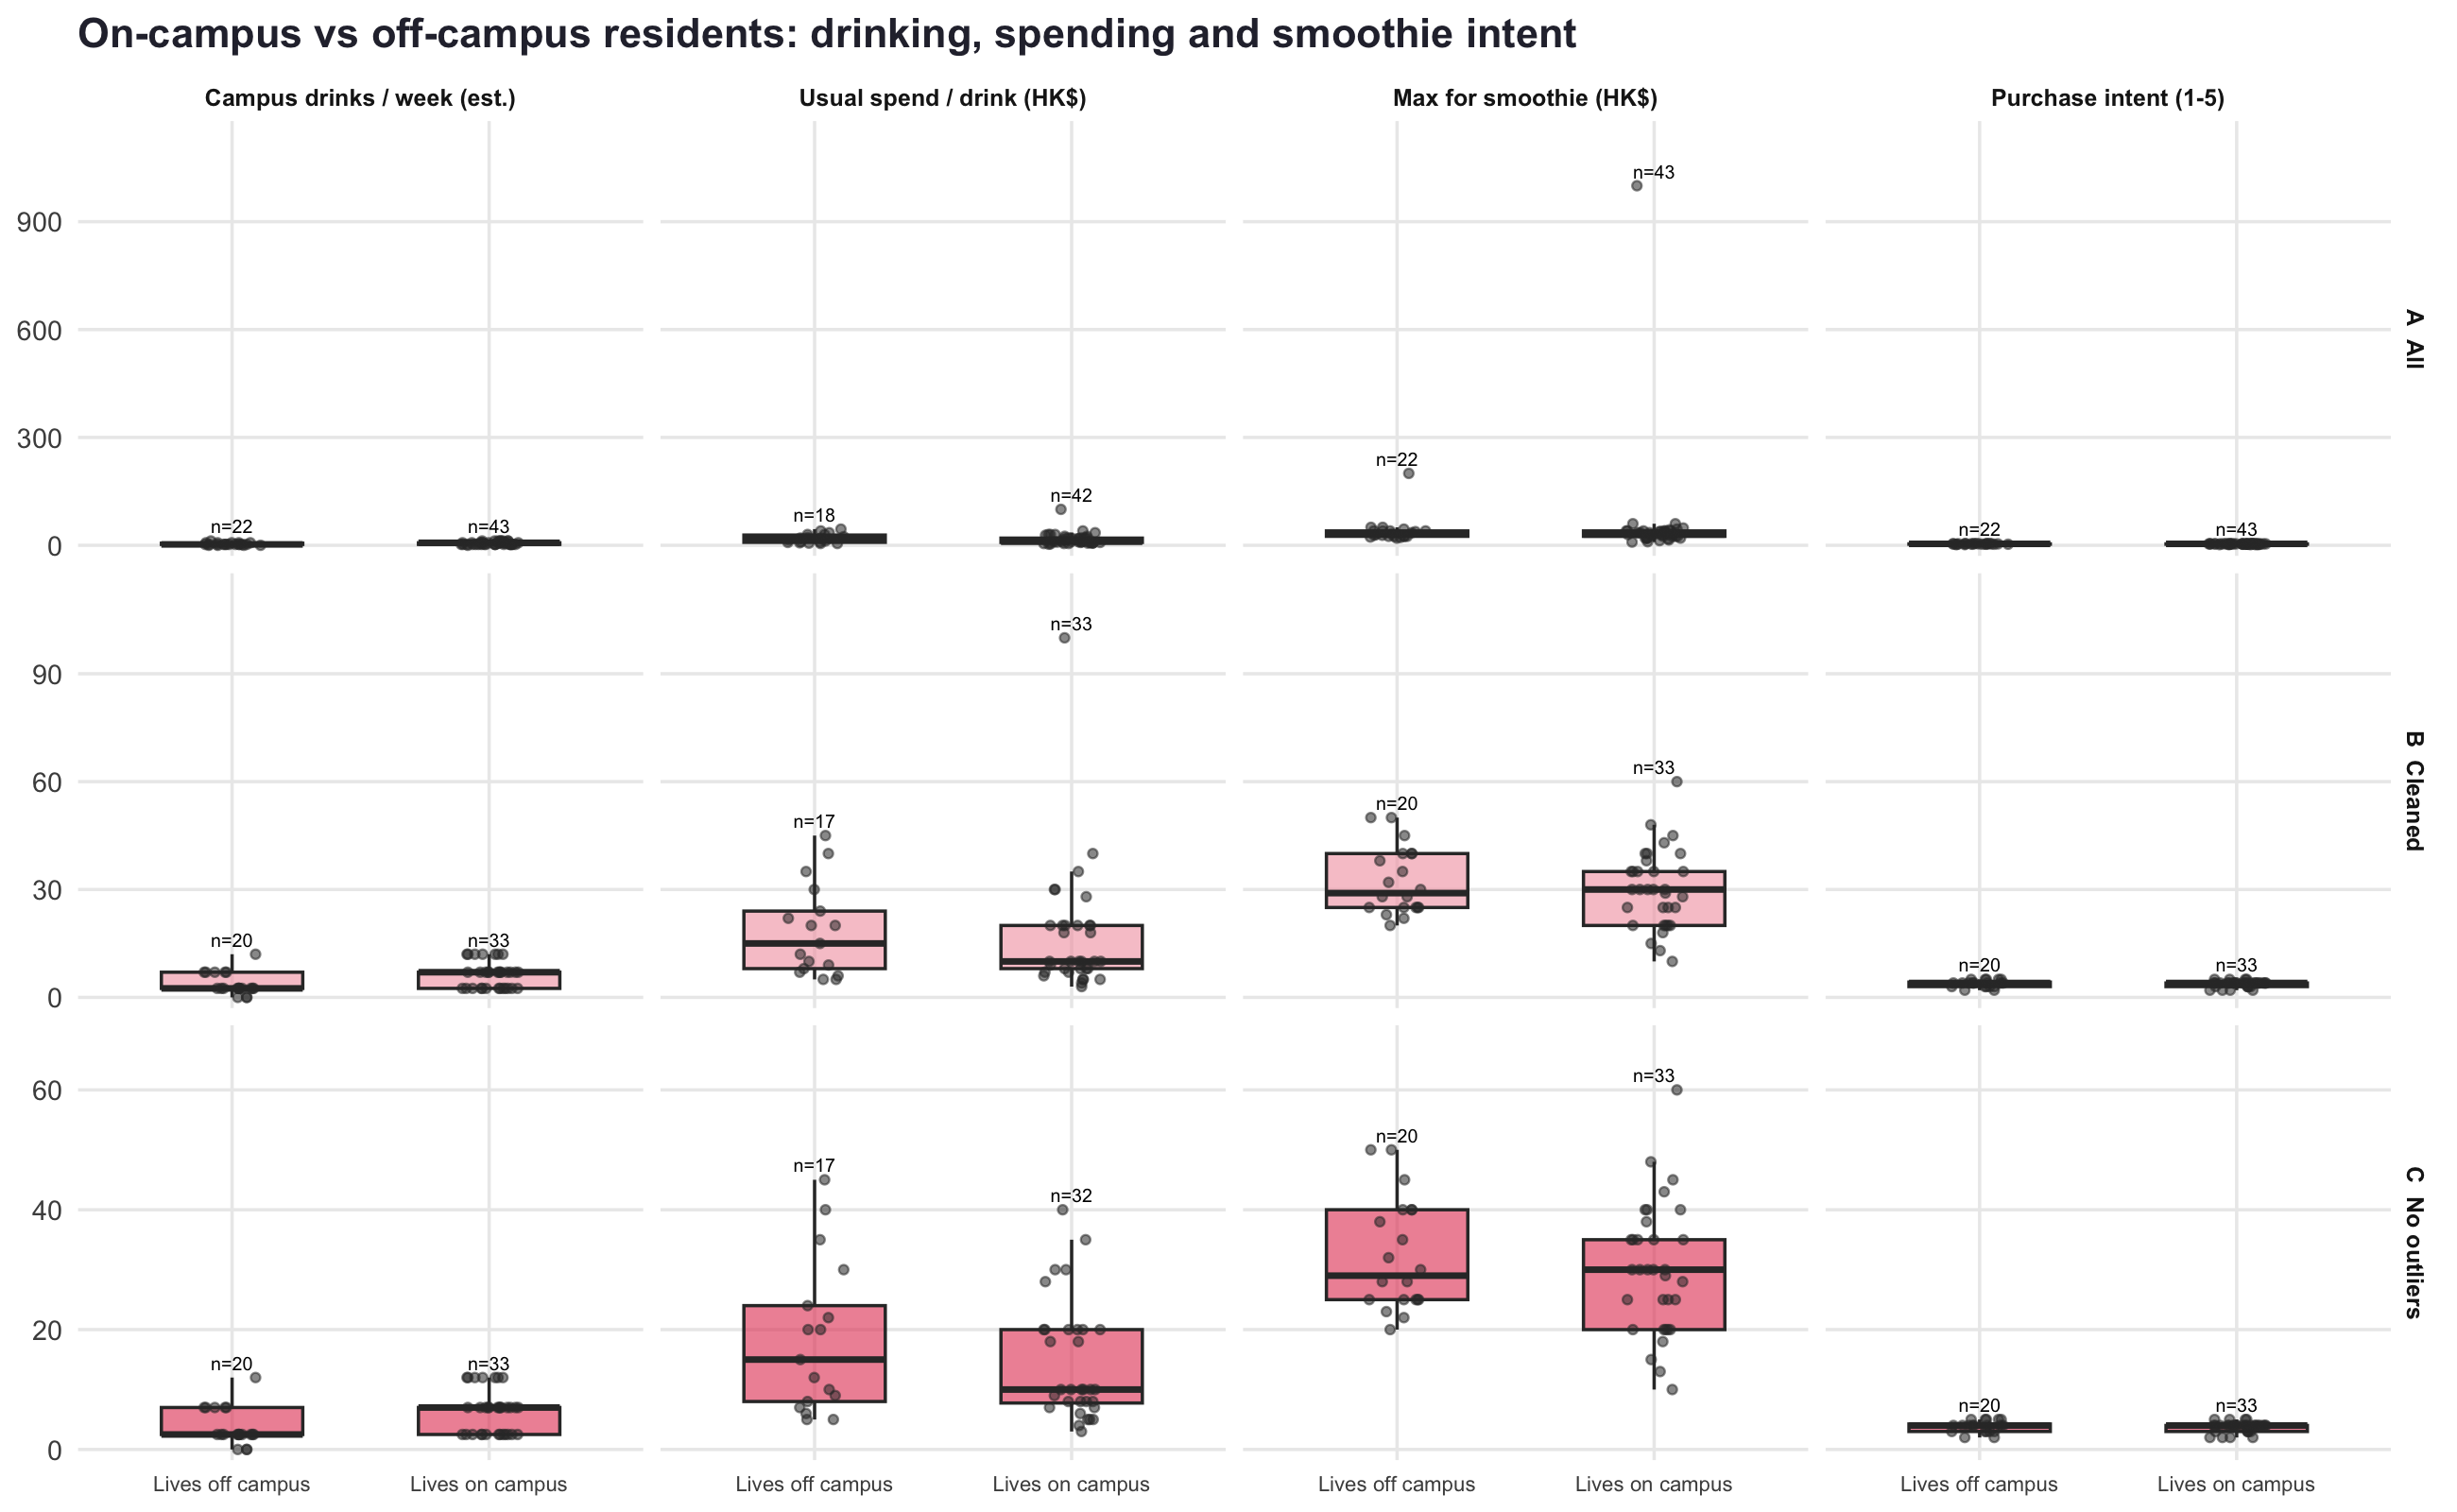 On-campus vs off-campus residents: drinking, spending and smoothie intent
Campus drinks / week (est.)
Usual spend / drink (HK$)
Max for smoothie (HK$)
Purchase intent (1-5)
900
600
300
0
n=22
n=43
n=18
n=42
n=22
n=43
n=22
n=43
A All
90
60
30
0
n=20
n=33
n=17
n=33
n=20
n=33
n=20
n=33
B Cleaned
60
40
20
0
n=20
n=33
n=17
n=32
n=20
n=33
n=20
n=33
C No outliers
Lives off campus
Lives on campus
Lives off campus
Lives on campus
Lives off campus
Lives on campus
Lives off campus
Lives on campus